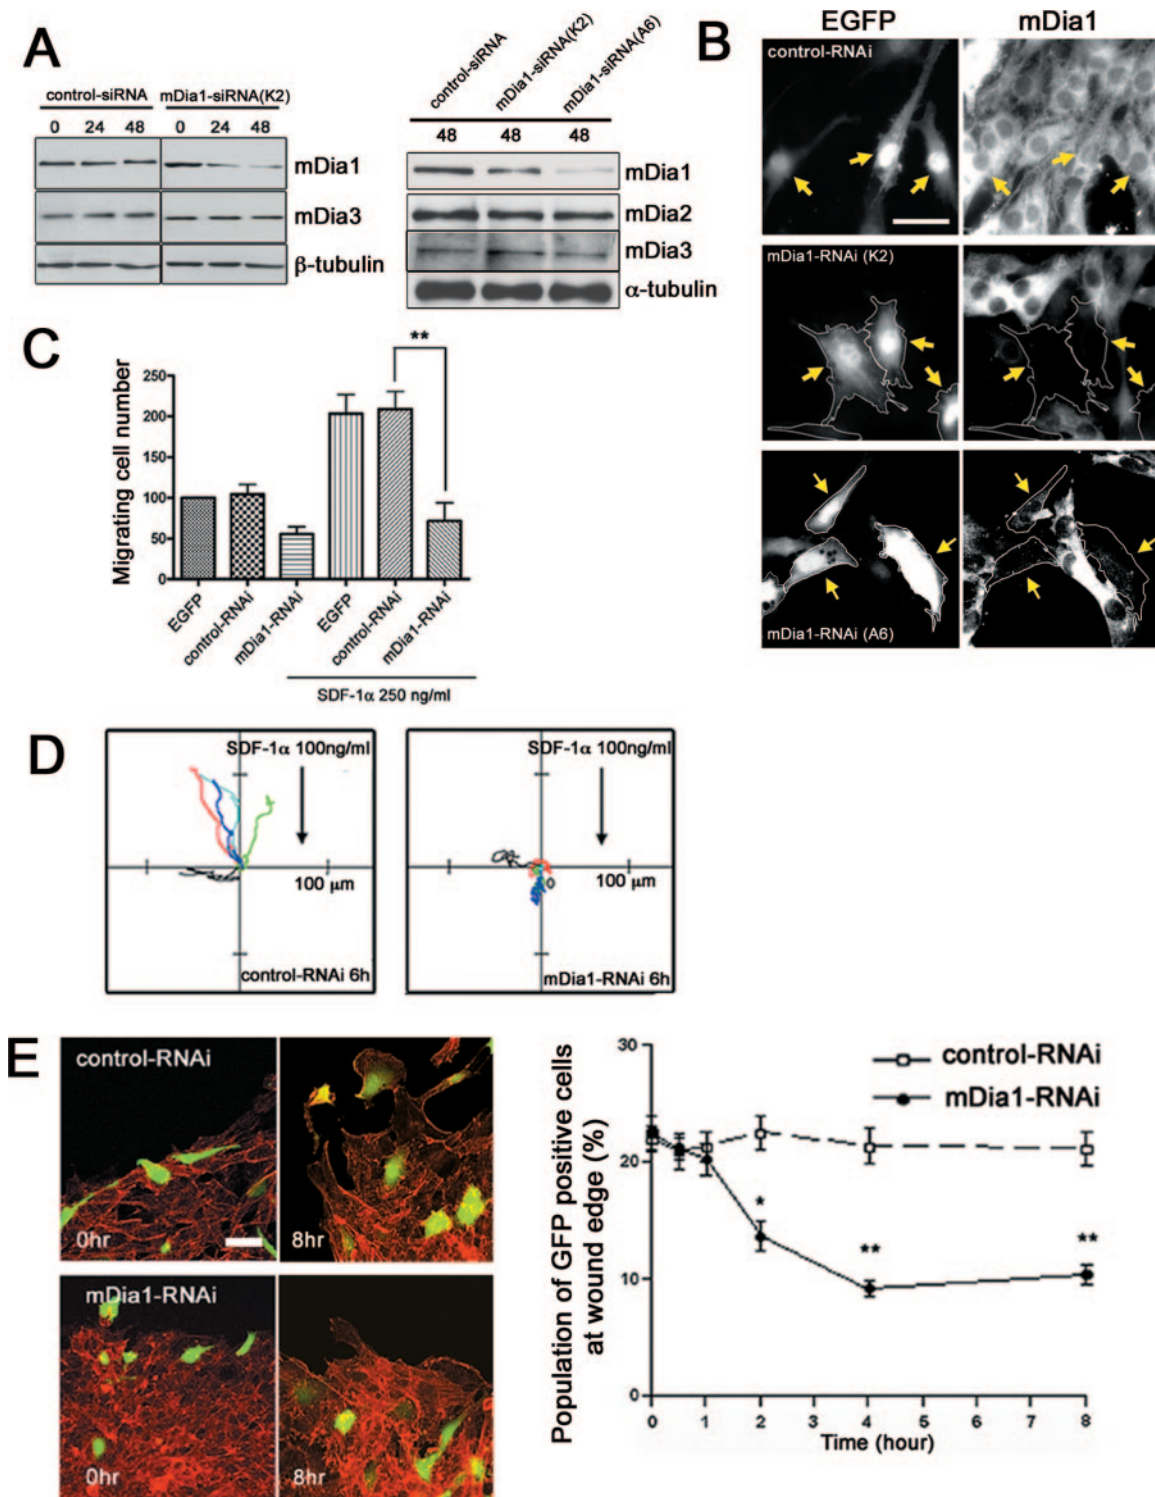 A
control-siRNA mDia1-siRNA(K2)
0 24 48 0 24 48
mDia1
mDia3
β-tubulin
control-siRNA
mDia1-siRNA(K2)
mDia1-siRNA(A6)
48 48 48
mDia1
mDia2
mDia3
α-tubulin
B
EGFP mDia1
control-RNAi
mDia1-RNAi (K2)
mDia1-RNAi (A6)
C
Migrating cell number
250
200
150
100
50
0
**
EGFP
control-RNAi
mDia1-RNAi
EGFP
control-RNAi
mDia1-RNAi
SDF-1α 250 ng/ml
D
SDF-1α 100ng/ml
100 μm
control-RNAi 6h
SDF-1α 100ng/ml
100 μm
mDia1-RNAi 6h
E
control-RNAi
0hr
8hr
mDia1-RNAi
0hr
8hr
Population of GFP positive cells
at wound edge (%)
30
20
10
0
control-RNAi
mDia1-RNAi
*
**
**
0 1 2 3 4 5 6 7 8
Time (hour)